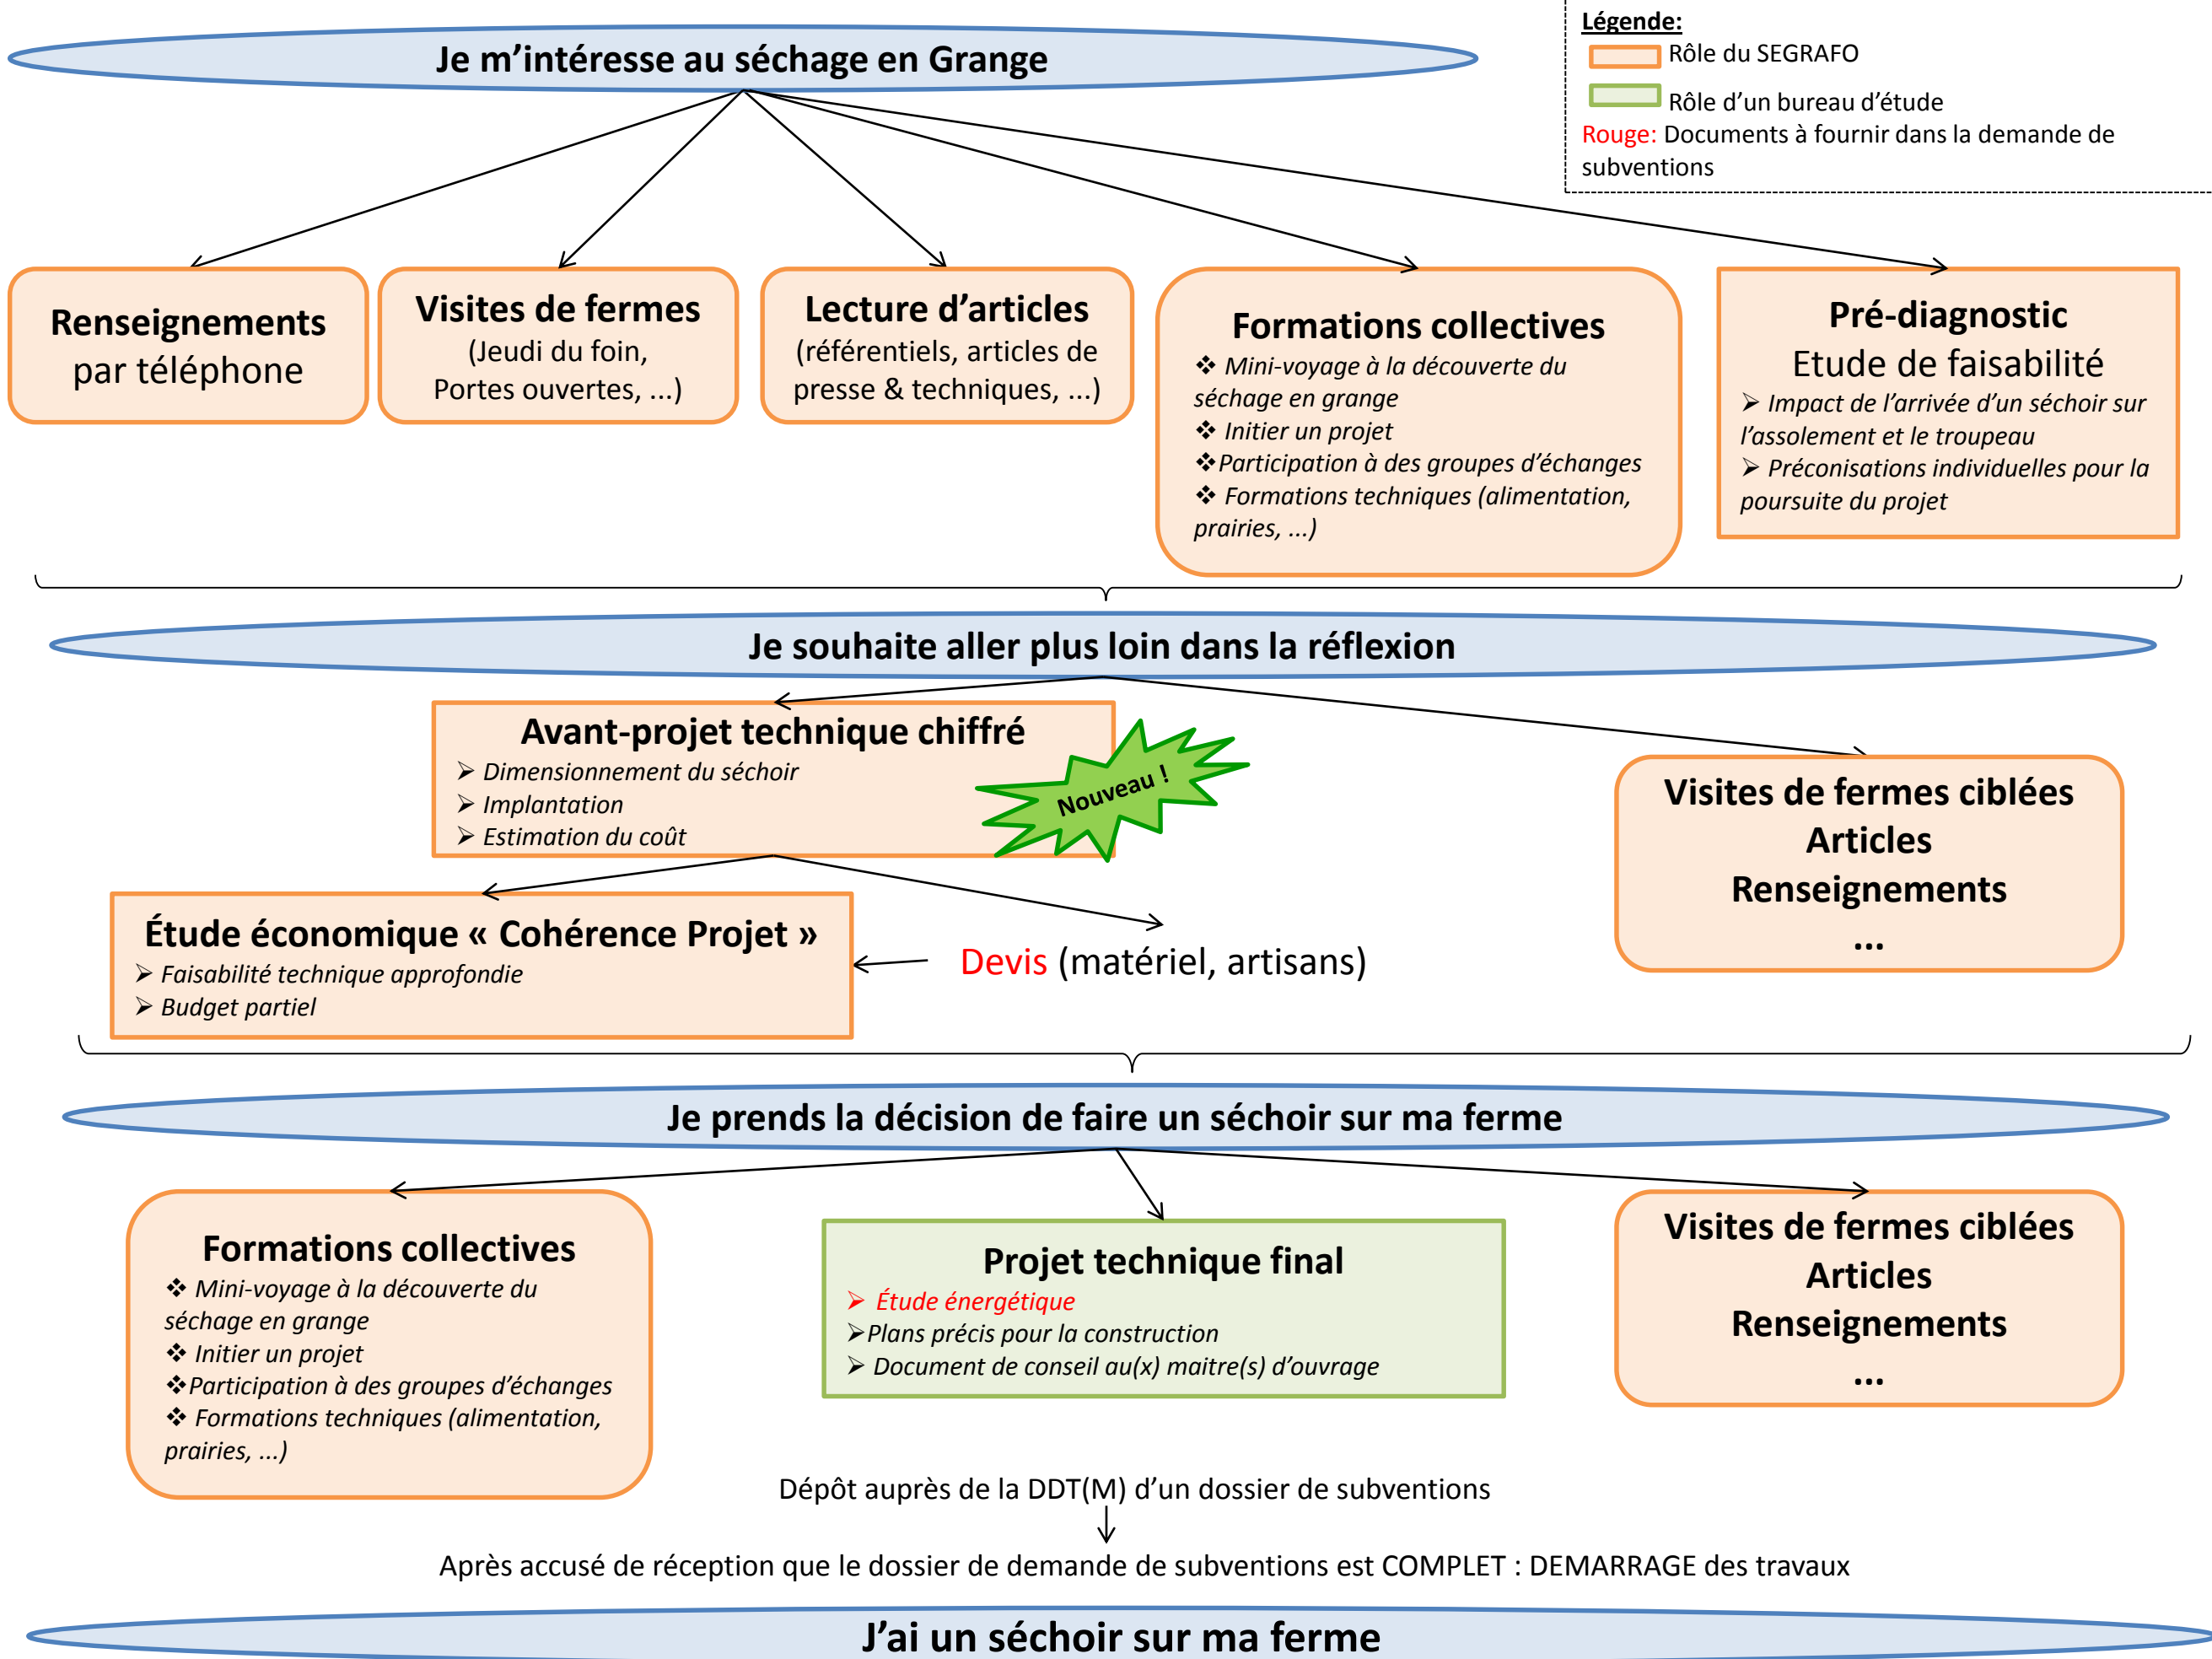 Je m’intéresse au séchage en Grange
Légende:
Rôle du SEGRAFO
Rôle d’un bureau d’étude
Rouge: Documents à fournir dans la demande de
subventions
Renseignements
par téléphone
Visites de fermes
(Jeudi du foin,
Portes ouvertes, ...)
Lecture d’articles
(référentiels, articles de
presse & techniques, ...)
Formations collectives
❖ Mini-voyage à la découverte du
séchage en grange
❖ Initier un projet
❖Participation à des groupes d’échanges
❖ Formations techniques (alimentation,
prairies, ...)
Pré-diagnostic
Etude de faisabilité
➢ Impact de l’arrivée d’un séchoir sur
l’assolement et le troupeau
➢ Préconisations individuelles pour la
poursuite du projet
Je souhaite aller plus loin dans la réflexion
Avant-projet technique chiffré
➢ Dimensionnement du séchoir
➢ Implantation
➢ Estimation du coût
Nouveau !
Visites de fermes ciblées
Articles
Renseignements
...
Étude économique « Cohérence Projet »
➢ Faisabilité technique approfondie
➢ Budget partiel
Devis (matériel, artisans)
Je prends la décision de faire un séchoir sur ma ferme
Formations collectives
❖ Mini-voyage à la découverte du
séchage en grange
❖ Initier un projet
❖Participation à des groupes d’échanges
❖ Formations techniques (alimentation,
prairies, ...)
Projet technique final
➢ Étude énergétique
➢Plans précis pour la construction
➢ Document de conseil au(x) maitre(s) d’ouvrage
Visites de fermes ciblées
Articles
Renseignements
...
Dépôt auprès de la DDT(M) d’un dossier de subventions
Après accusé de réception que le dossier de demande de subventions est COMPLET : DEMARRAGE des travaux
J’ai un séchoir sur ma ferme